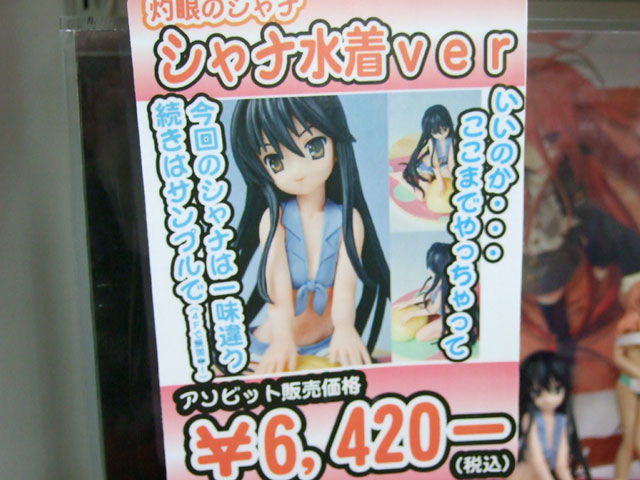 灼眼のシャナ
シャナ水着ver
いいのか・・・・
ここまでやっちゃって
今回のシャナは一味違う
続きはサンプルで
アソビット販売価格
¥6,420ー
(税込)